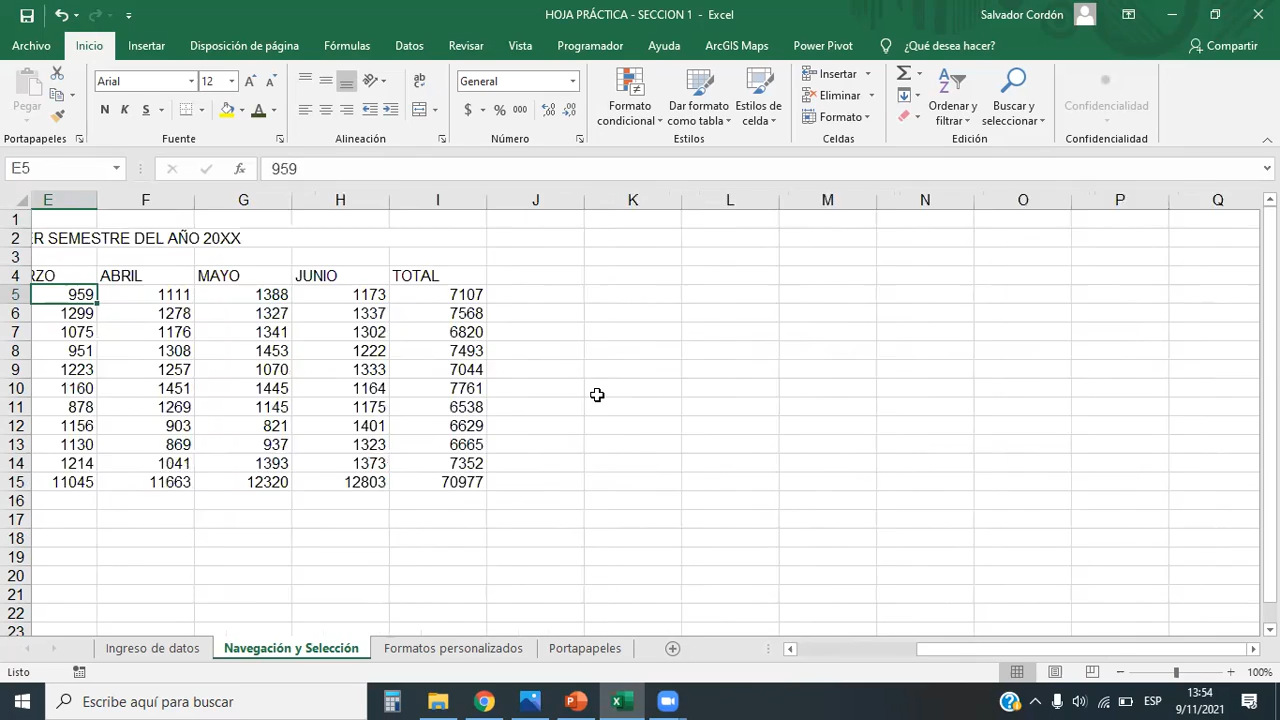 HOJA PRÁCTICA - SECCION 1 - Excel
Salvador Cordón
Archivo Inicio Insertar Disposición de página Fórmulas Datos Revisar Vista Programador Ayuda ArcGIS Maps Power Pivot ¿Qué desea hacer? Compartir
Pegar
Portapapeles
Arial 12
N K S
Fuente
Alineación
General
$ % 000
Número
Formato condicional
Dar formato como tabla
Estilos de celda
Estilos
Insertar
Eliminar
Formato
Celdas
Ordenar y filtrar
Buscar y seleccionar
Edición
Confidencialidad
Confidencialidad
E5 fx 959
E F G H I J K L M N O P Q
1
2 ER SEMESTRE DEL AÑO 20XX
3
4 RZO ABRIL MAYO JUNIO TOTAL
5 959 1111 1388 1173 7107
6 1299 1278 1327 1337 7568
7 1075 1176 1341 1302 6820
8 951 1308 1453 1222 7493
9 1223 1257 1070 1333 7044
10 1160 1451 1445 1164 7761
11 878 1269 1145 1175 6538
12 1156 903 821 1401 6629
13 1130 869 937 1323 6665
14 1214 1041 1393 1373 7352
15 11045 11663 12320 12803 70977
16
17
18
19
20
21
22
23
Ingreso de datos Navegación y Selección Formatos personalizados Portapapeles
Listo 100%
Escribe aquí para buscar
ESP
13:54
9/11/2021